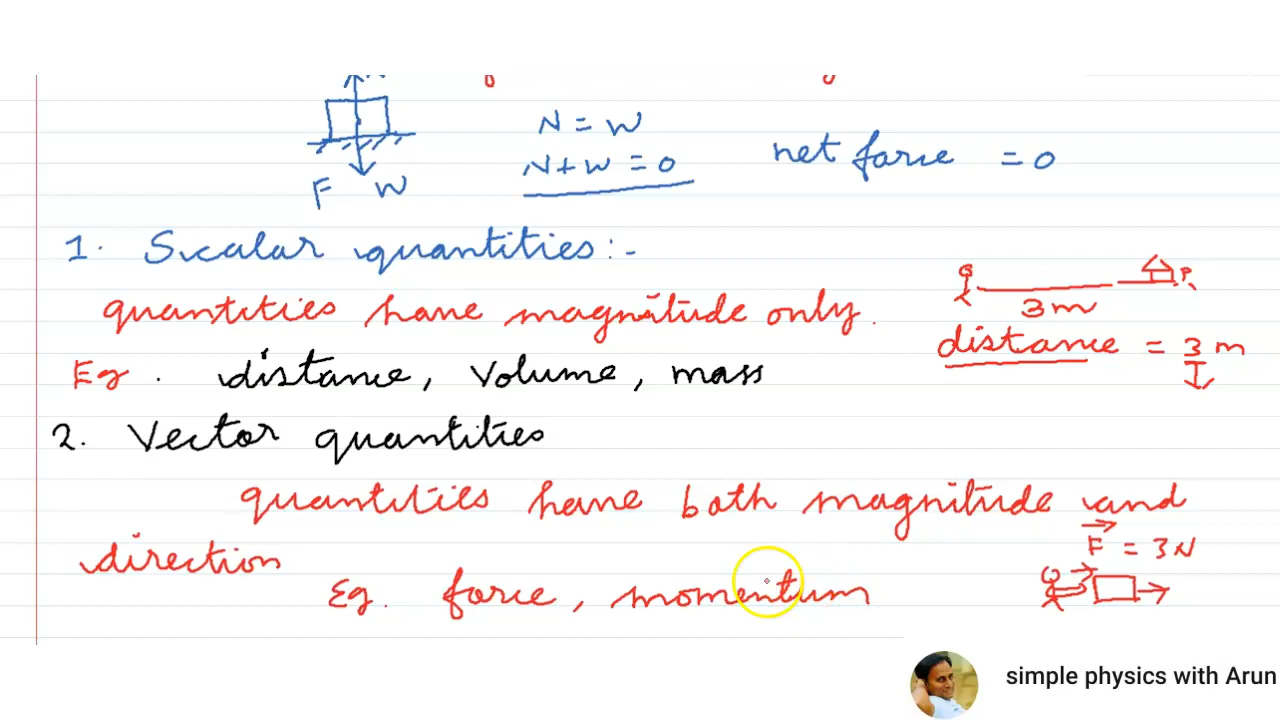 N = W
N + W = 0
net force = 0
F W
1. Scalar quantities :-
quantities have magnitude only.
3 m
distance = 3 m
Eg . distance, Volume, mass
2. Vector quantities
quantities have both magnitude and
direction
F = 3N
Eg. force, momentum
simple physics with Arun